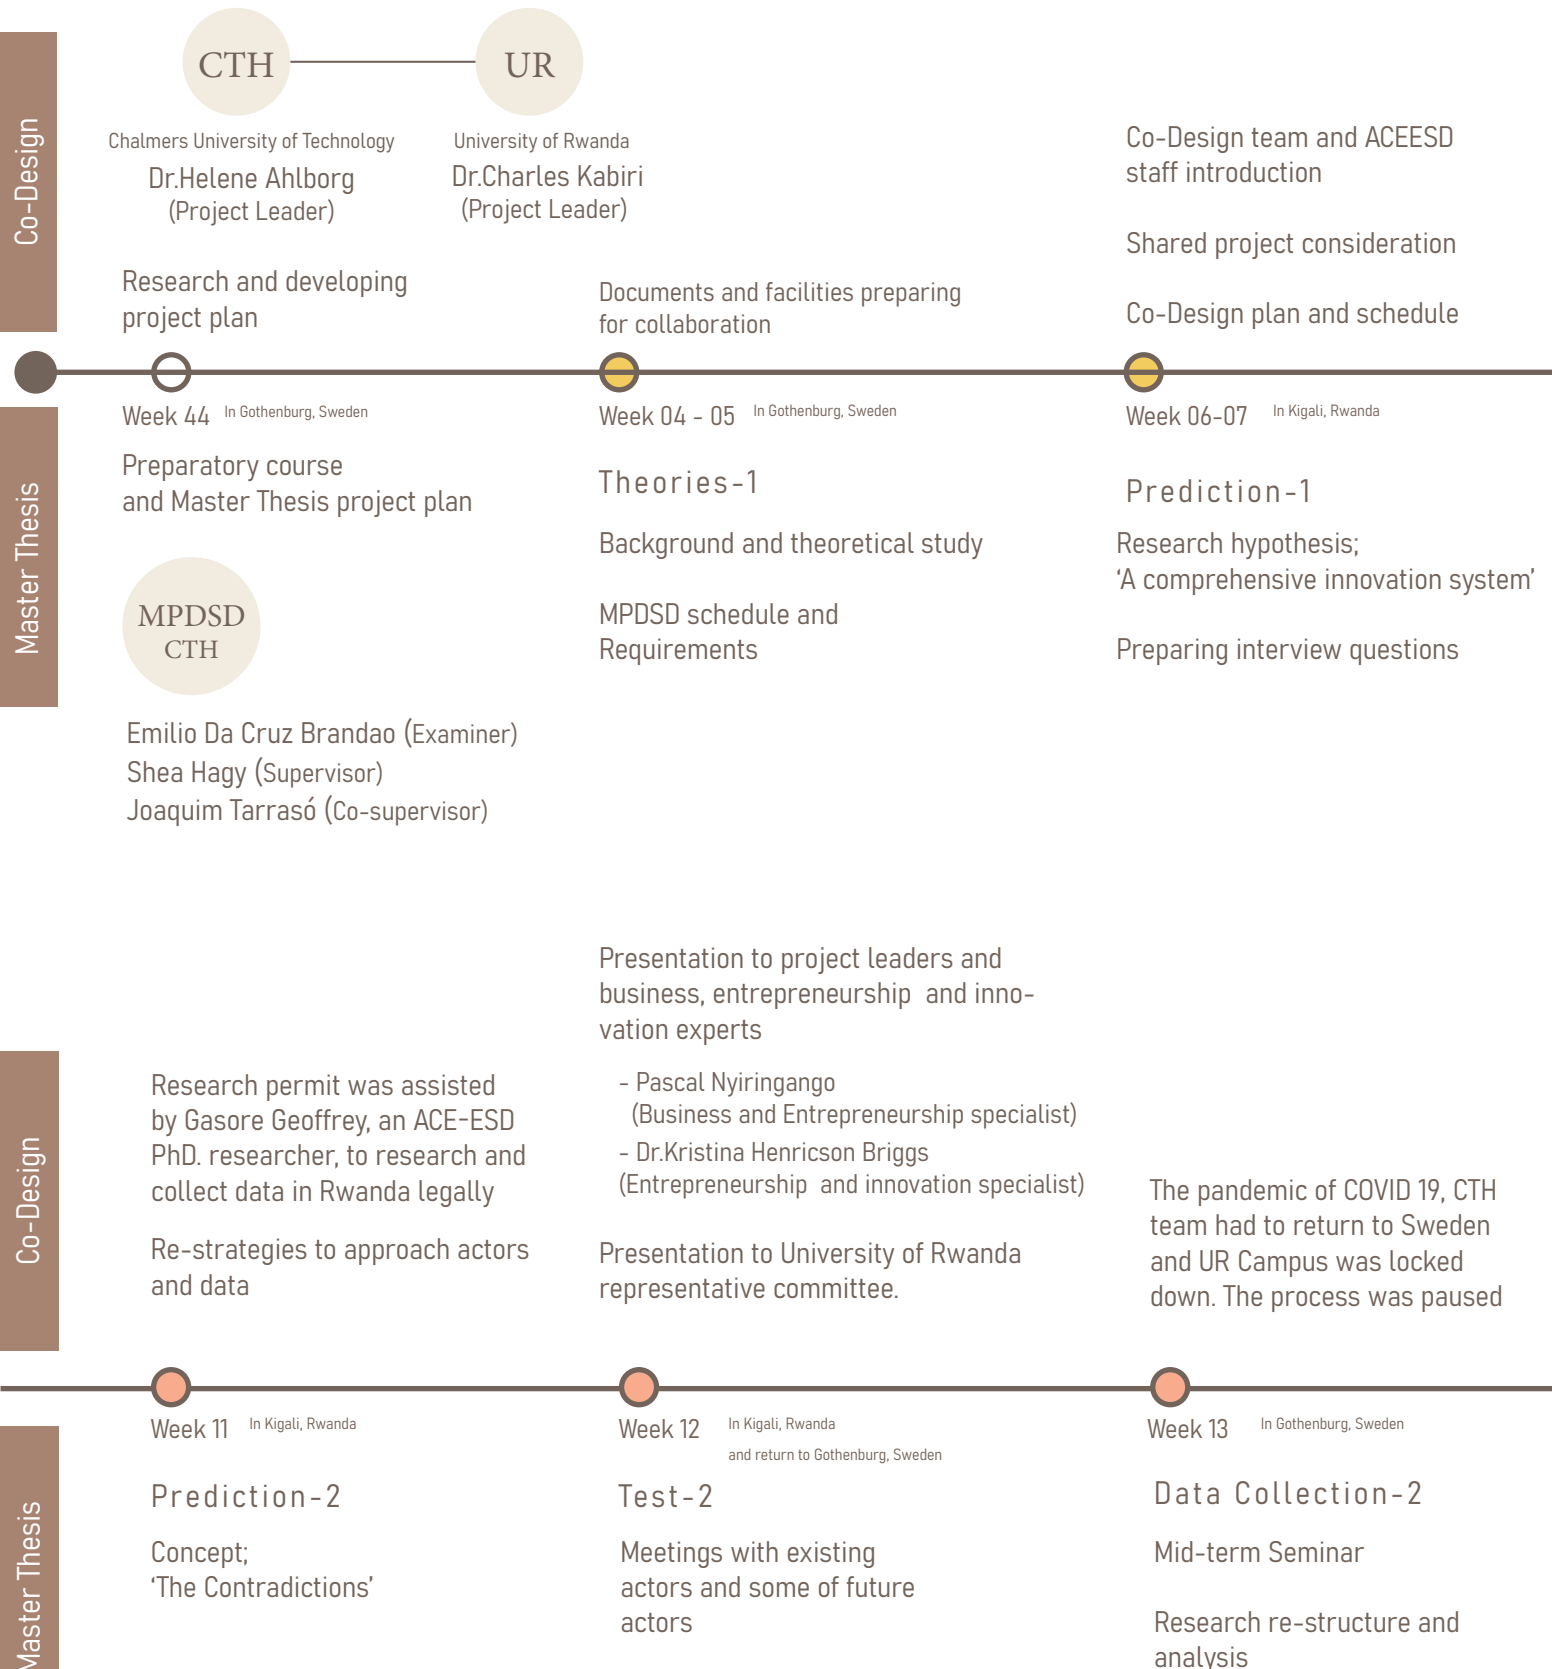 Co-Design
CTH
UR
Chalmers University of Technology
Dr.Helene Ahlborg
(Project Leader)
University of Rwanda
Dr.Charles Kabiri
(Project Leader)
Research and developing
project plan
Documents and facilities preparing
for collaboration
Co-Design team and ACEESD
staff introduction
Shared project consideration
Co-Design plan and schedule
Master Thesis
Week 44 In Gothenburg, Sweden
Preparatory course
and Master Thesis project plan
MPDSD
CTH
Emilio Da Cruz Brandao (Examiner)
Shea Hagy (Supervisor)
Joaquim Tarrasó (Co-supervisor)
Week 04 - 05 In Gothenburg, Sweden
Theories-1
Background and theoretical study
MPDSD schedule and
Requirements
Week 06-07 In Kigali, Rwanda
Prediction-1
Research hypothesis;
‘A comprehensive innovation system’
Preparing interview questions
Co-Design
Research permit was assisted
by Gasore Geoffrey, an ACE-ESD
PhD. researcher, to research and
collect data in Rwanda legally
Re-strategies to approach actors
and data
Presentation to project leaders and
business, entrepreneurship and inno-
vation experts
- Pascal Nyiringango
(Business and Entrepreneurship specialist)
- Dr.Kristina Henricson Briggs
(Entrepreneurship and innovation specialist)
Presentation to University of Rwanda
representative committee.
The pandemic of COVID 19, CTH
team had to return to Sweden
and UR Campus was locked
down. The process was paused
Master Thesis
Week 11 In Kigali, Rwanda
Prediction-2
Concept;
‘The Contradictions’
Week 12 In Kigali, Rwanda
and return to Gothenburg, Sweden
Test-2
Meetings with existing
actors and some of future
actors
Week 13 In Gothenburg, Sweden
Data Collection-2
Mid-term Seminar
Research re-structure and
analysis